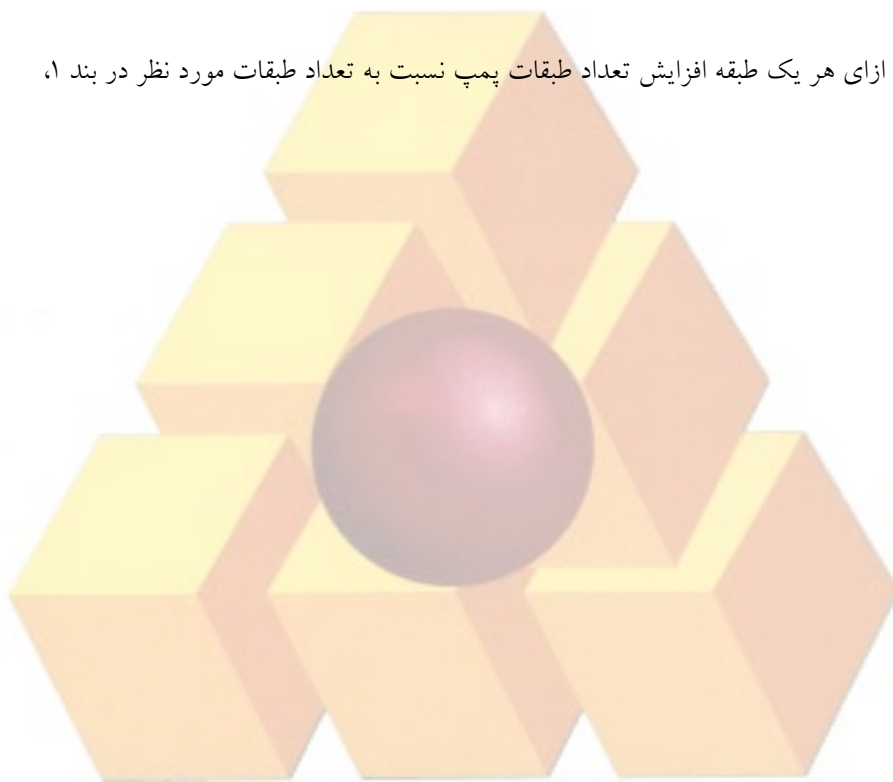 ازای هر یک طبقه افزایش تعداد طبقات پمپ نسبت به تعداد طبقات مورد نظر در بند ۱،